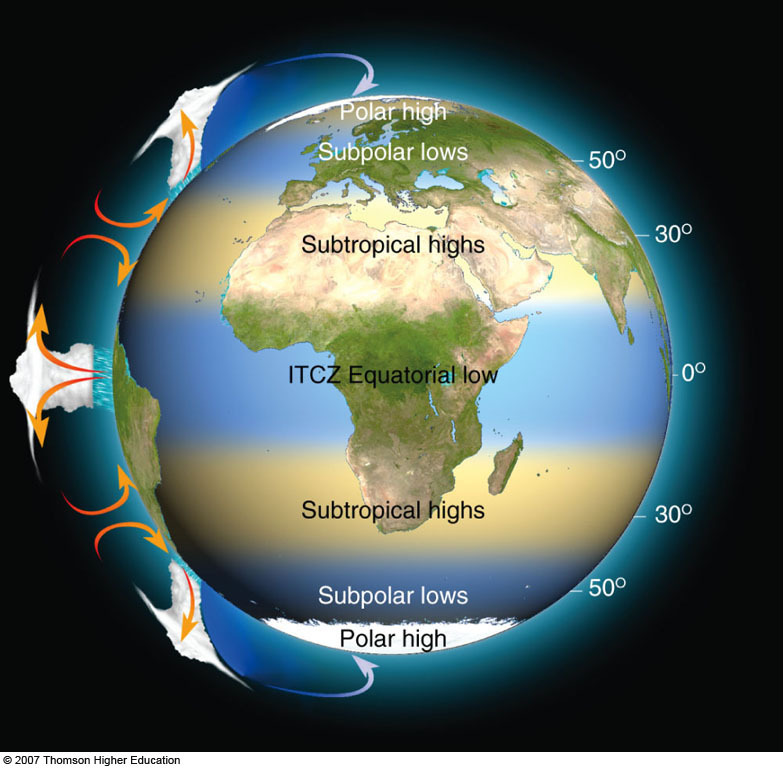 Polar high
Subpolar lows
50°
30°
Subtropical highs
ITCZ Equatorial low
0°
Subtropical highs
30°
50°
Subpolar lows
Polar high
© 2007 Thomson Higher Education